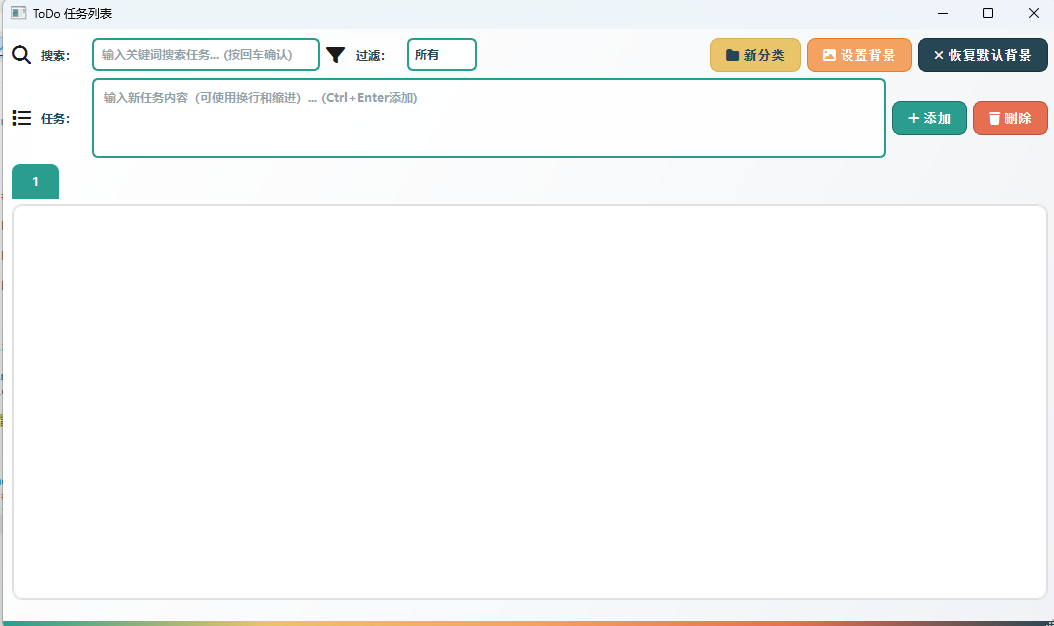 ToDo 任务列表
搜索： 输入关键词搜索任务... (按回车确认) 过滤： 所有 新分类 设置背景 恢复默认背景
任务： 输入新任务内容（可使用换行和缩进）... (Ctrl+Enter添加) 添加 删除
1